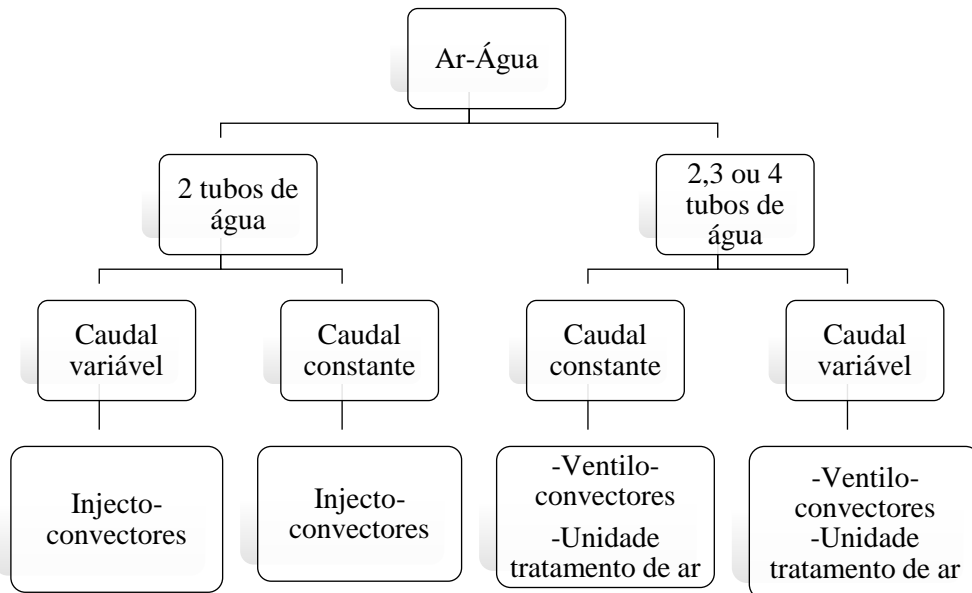 Ar-Água
2 tubos de
água
2,3 ou 4
tubos de
água
Caudal
variável
Caudal
constante
Caudal
constante
Caudal
variável
Injecto-
convectores
Injecto-
convectores
-Ventilo-
convectores
-Unidade
tratamento de ar
-Ventilo-
convectores
-Unidade
tratamento de ar